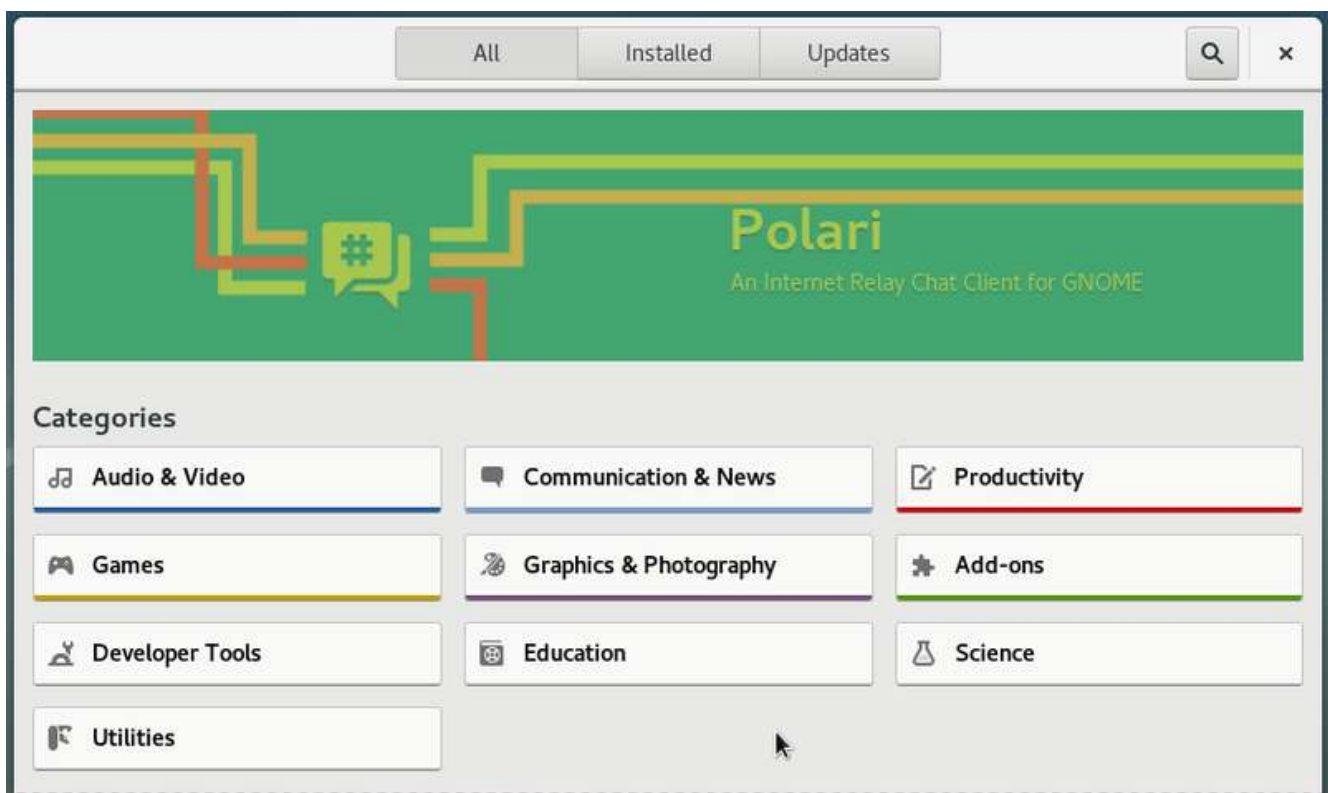 All Installed Updates
Polari
An Internet Relay Chat Client for GNOME
Categories
Audio & Video Communication & News Productivity
Games Graphics & Photography Add-ons
Developer Tools Education Science
Utilities